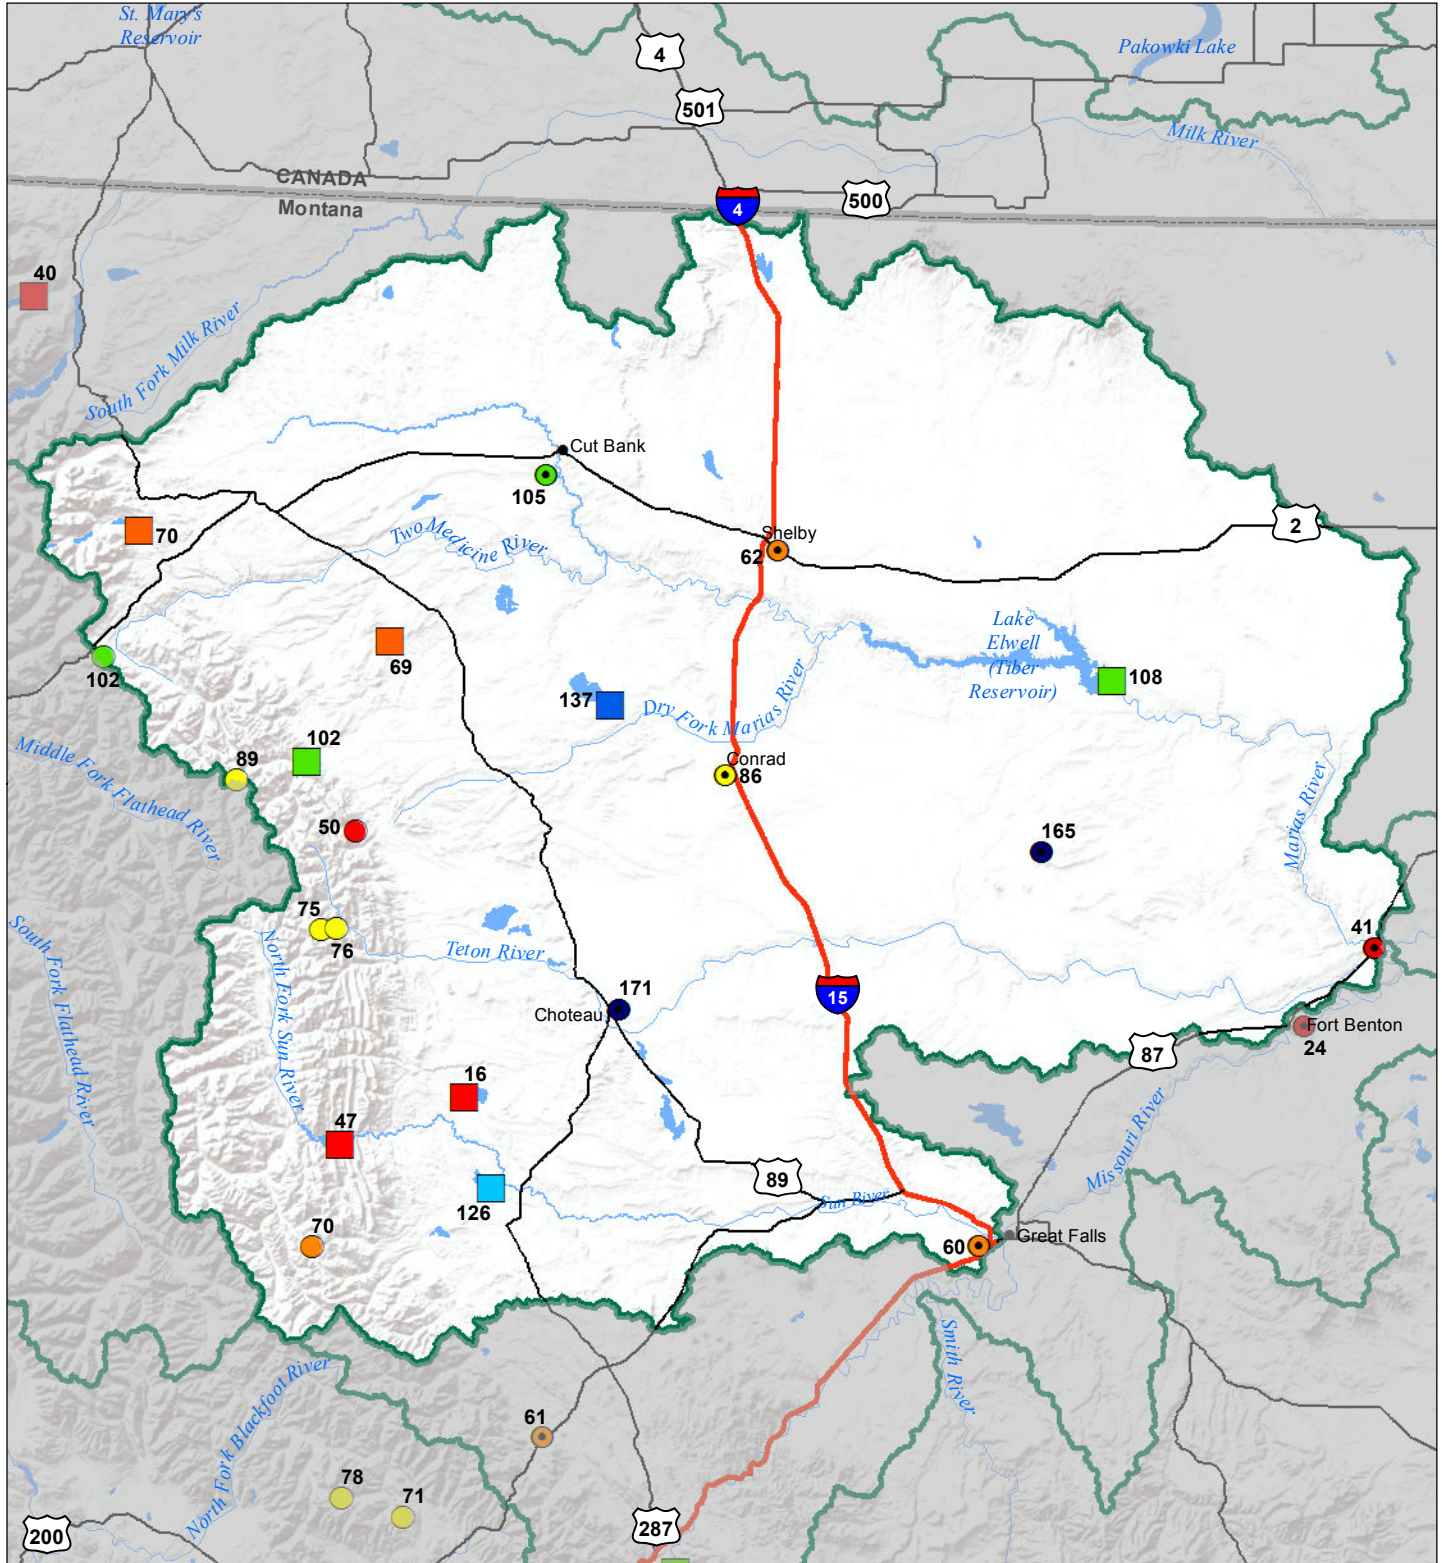 St. Mary's
Reservoir
4
Pakowki Lake
501
Milk River
CANADA
Montana
4
500
40
South Fork Milk River
Cut Bank
105
70
Two Medicine River
Shelby
62
2
Lake
Elwell
(Tiber
Reservoir)
69
102
108
137
Dry Fork Marias River
Middle Fork Flathead River
89
102
Conrad
86
50
Marias River
165
75
76
North Fork Sun River
South Fork Flathead River
Teton River
41
171
Choteau
15
Fort Benton
24
87
16
47
Missouri River
89
126
Sun River
70
60
Great Falls
Smith River
North Fork Blackfoot River
61
78
71
200
287